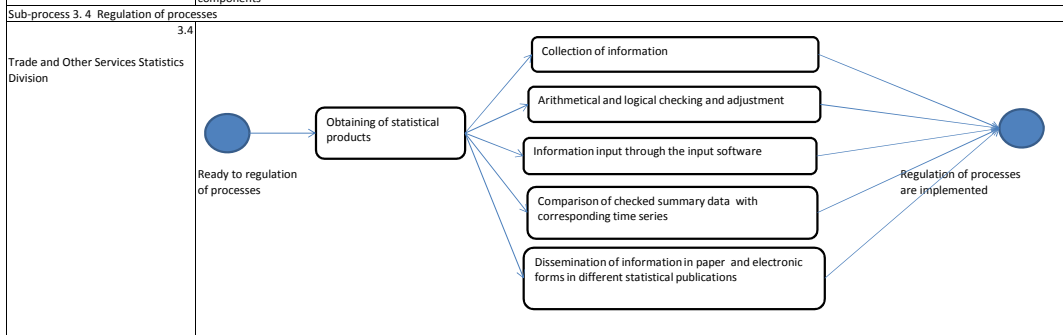 components
Sub-process 3. 4 Regulation of processes
3.4
Trade and Other Services Statistics
Division
Ready to regulation
of processes
Obtaining of statistical
products
Collection of information
Arithmetical and logical checking and adjustment
Information input through the input software
Comparison of checked summary data with
corresponding time series
Dissemination of information in paper and electronic
forms in different statistical publications
Regulation of processes
are implemented